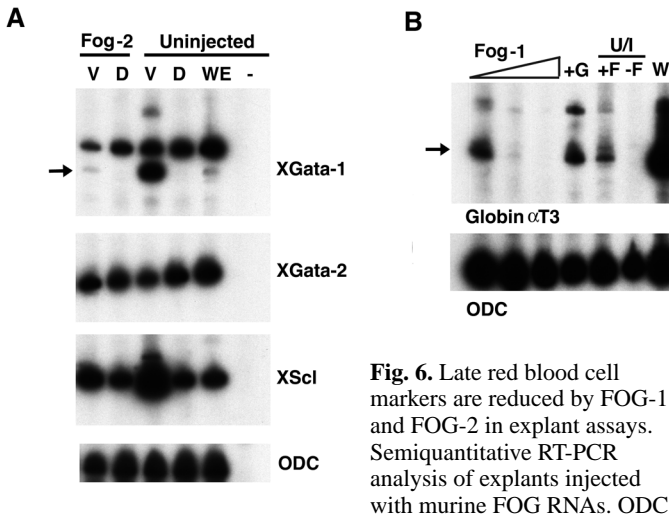 A
Fog-2 Uninjected
V D V D WE -
XGata-1
XGata-2
XScl
ODC
B
Fog-1 U/I
+G +F -F W
Globin αT3
ODC
Fig. 6. Late red blood cell
markers are reduced by FOG-1
and FOG-2 in explant assays.
Semiquantitative RT-PCR
analysis of explants injected
with murine FOG RNAs. ODC